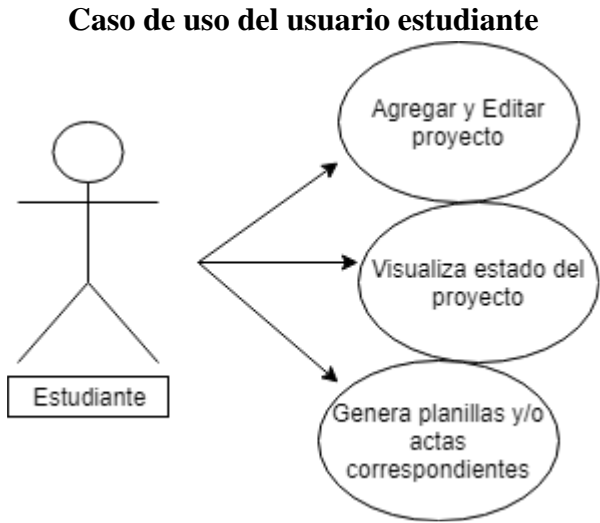 Caso de uso del usuario estudiante
Agregar y Editar
proyecto
Visualiza estado del
proyecto
Estudiante
Genera planillas y/o
actas
correspondientes